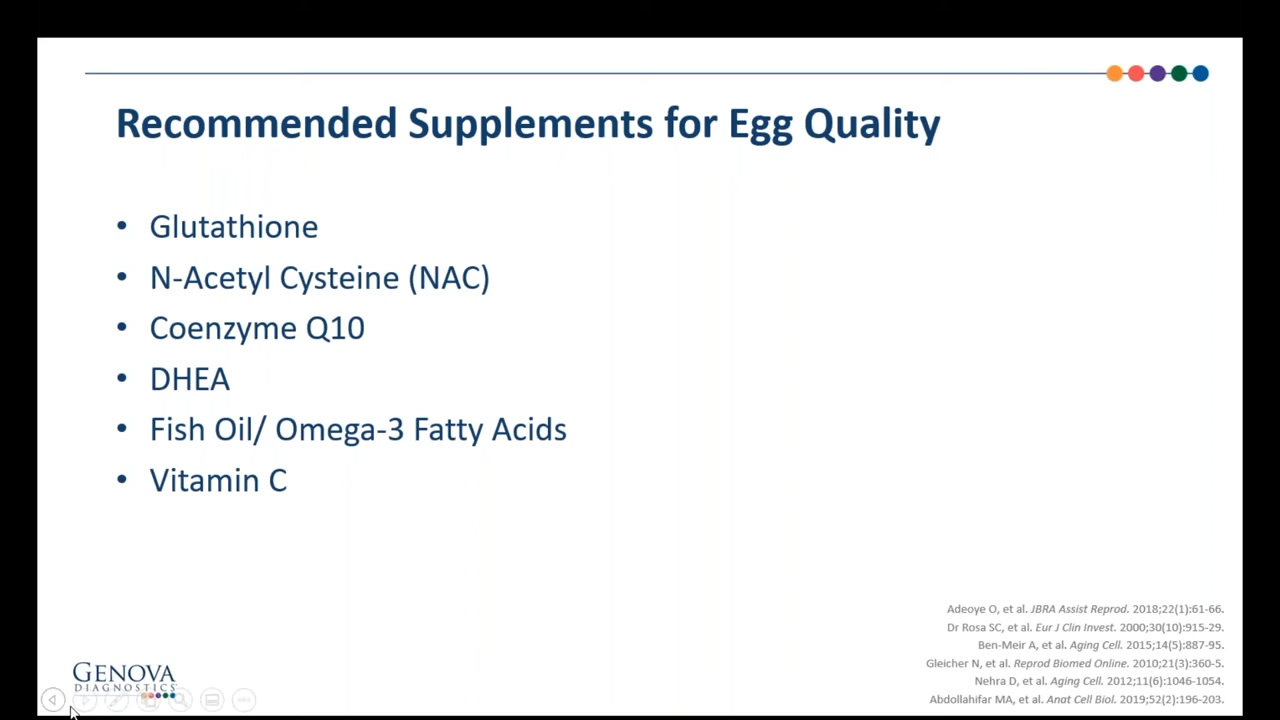 Recommended Supplements for Egg Quality
• Glutathione
• N-Acetyl Cysteine (NAC)
• Coenzyme Q10
• DHEA
• Fish Oil/ Omega-3 Fatty Acids
• Vitamin C
Adeoye O, et al. JBRA Assist Reprod. 2018;22(1):61-66.
Dr Rosa SC, et al. Eur J Clin Invest. 2000;30(10):915-29.
Ben-Meir A, et al. Aging Cell. 2015;14(5):887-95.
Gleicher N, et al. Reprod Biomed Online. 2010;21(3):360-5.
Nehra D, et al. Aging Cell. 2012;11(6):1046-1054.
Abdollahifar MA, et al. Anat Cell Biol. 2019;52(2):196-203.
GENOVA
DIAGNOSTICS